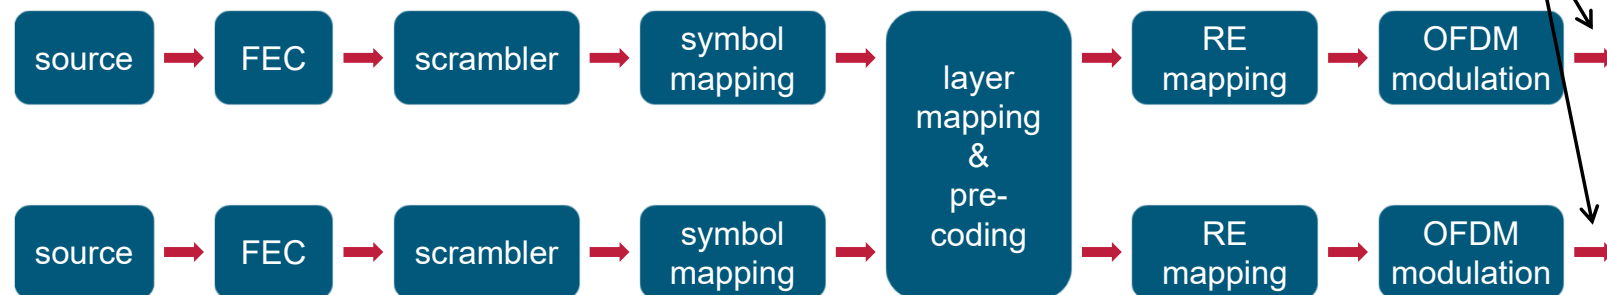 source
FEC
scrambler
symbol
mapping
layer
mapping
&
pre-
coding
RE
mapping
OFDM
modulation
source
FEC
scrambler
symbol
mapping
RE
mapping
OFDM
modulation